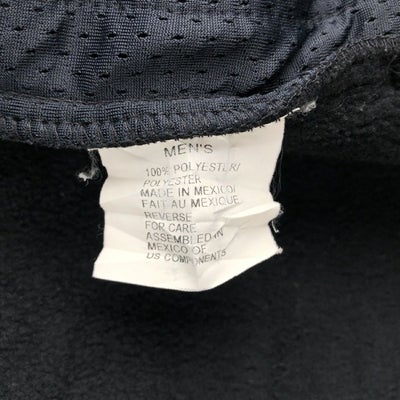 MEN'S
100% POLYESTER/
POLYESTER
MADE IN MEXICO/
FAIT AU MEXIQUE
REVERSE
FOR CARE
ASSEMBLED IN
MEXICO OF
US COMPONENTS